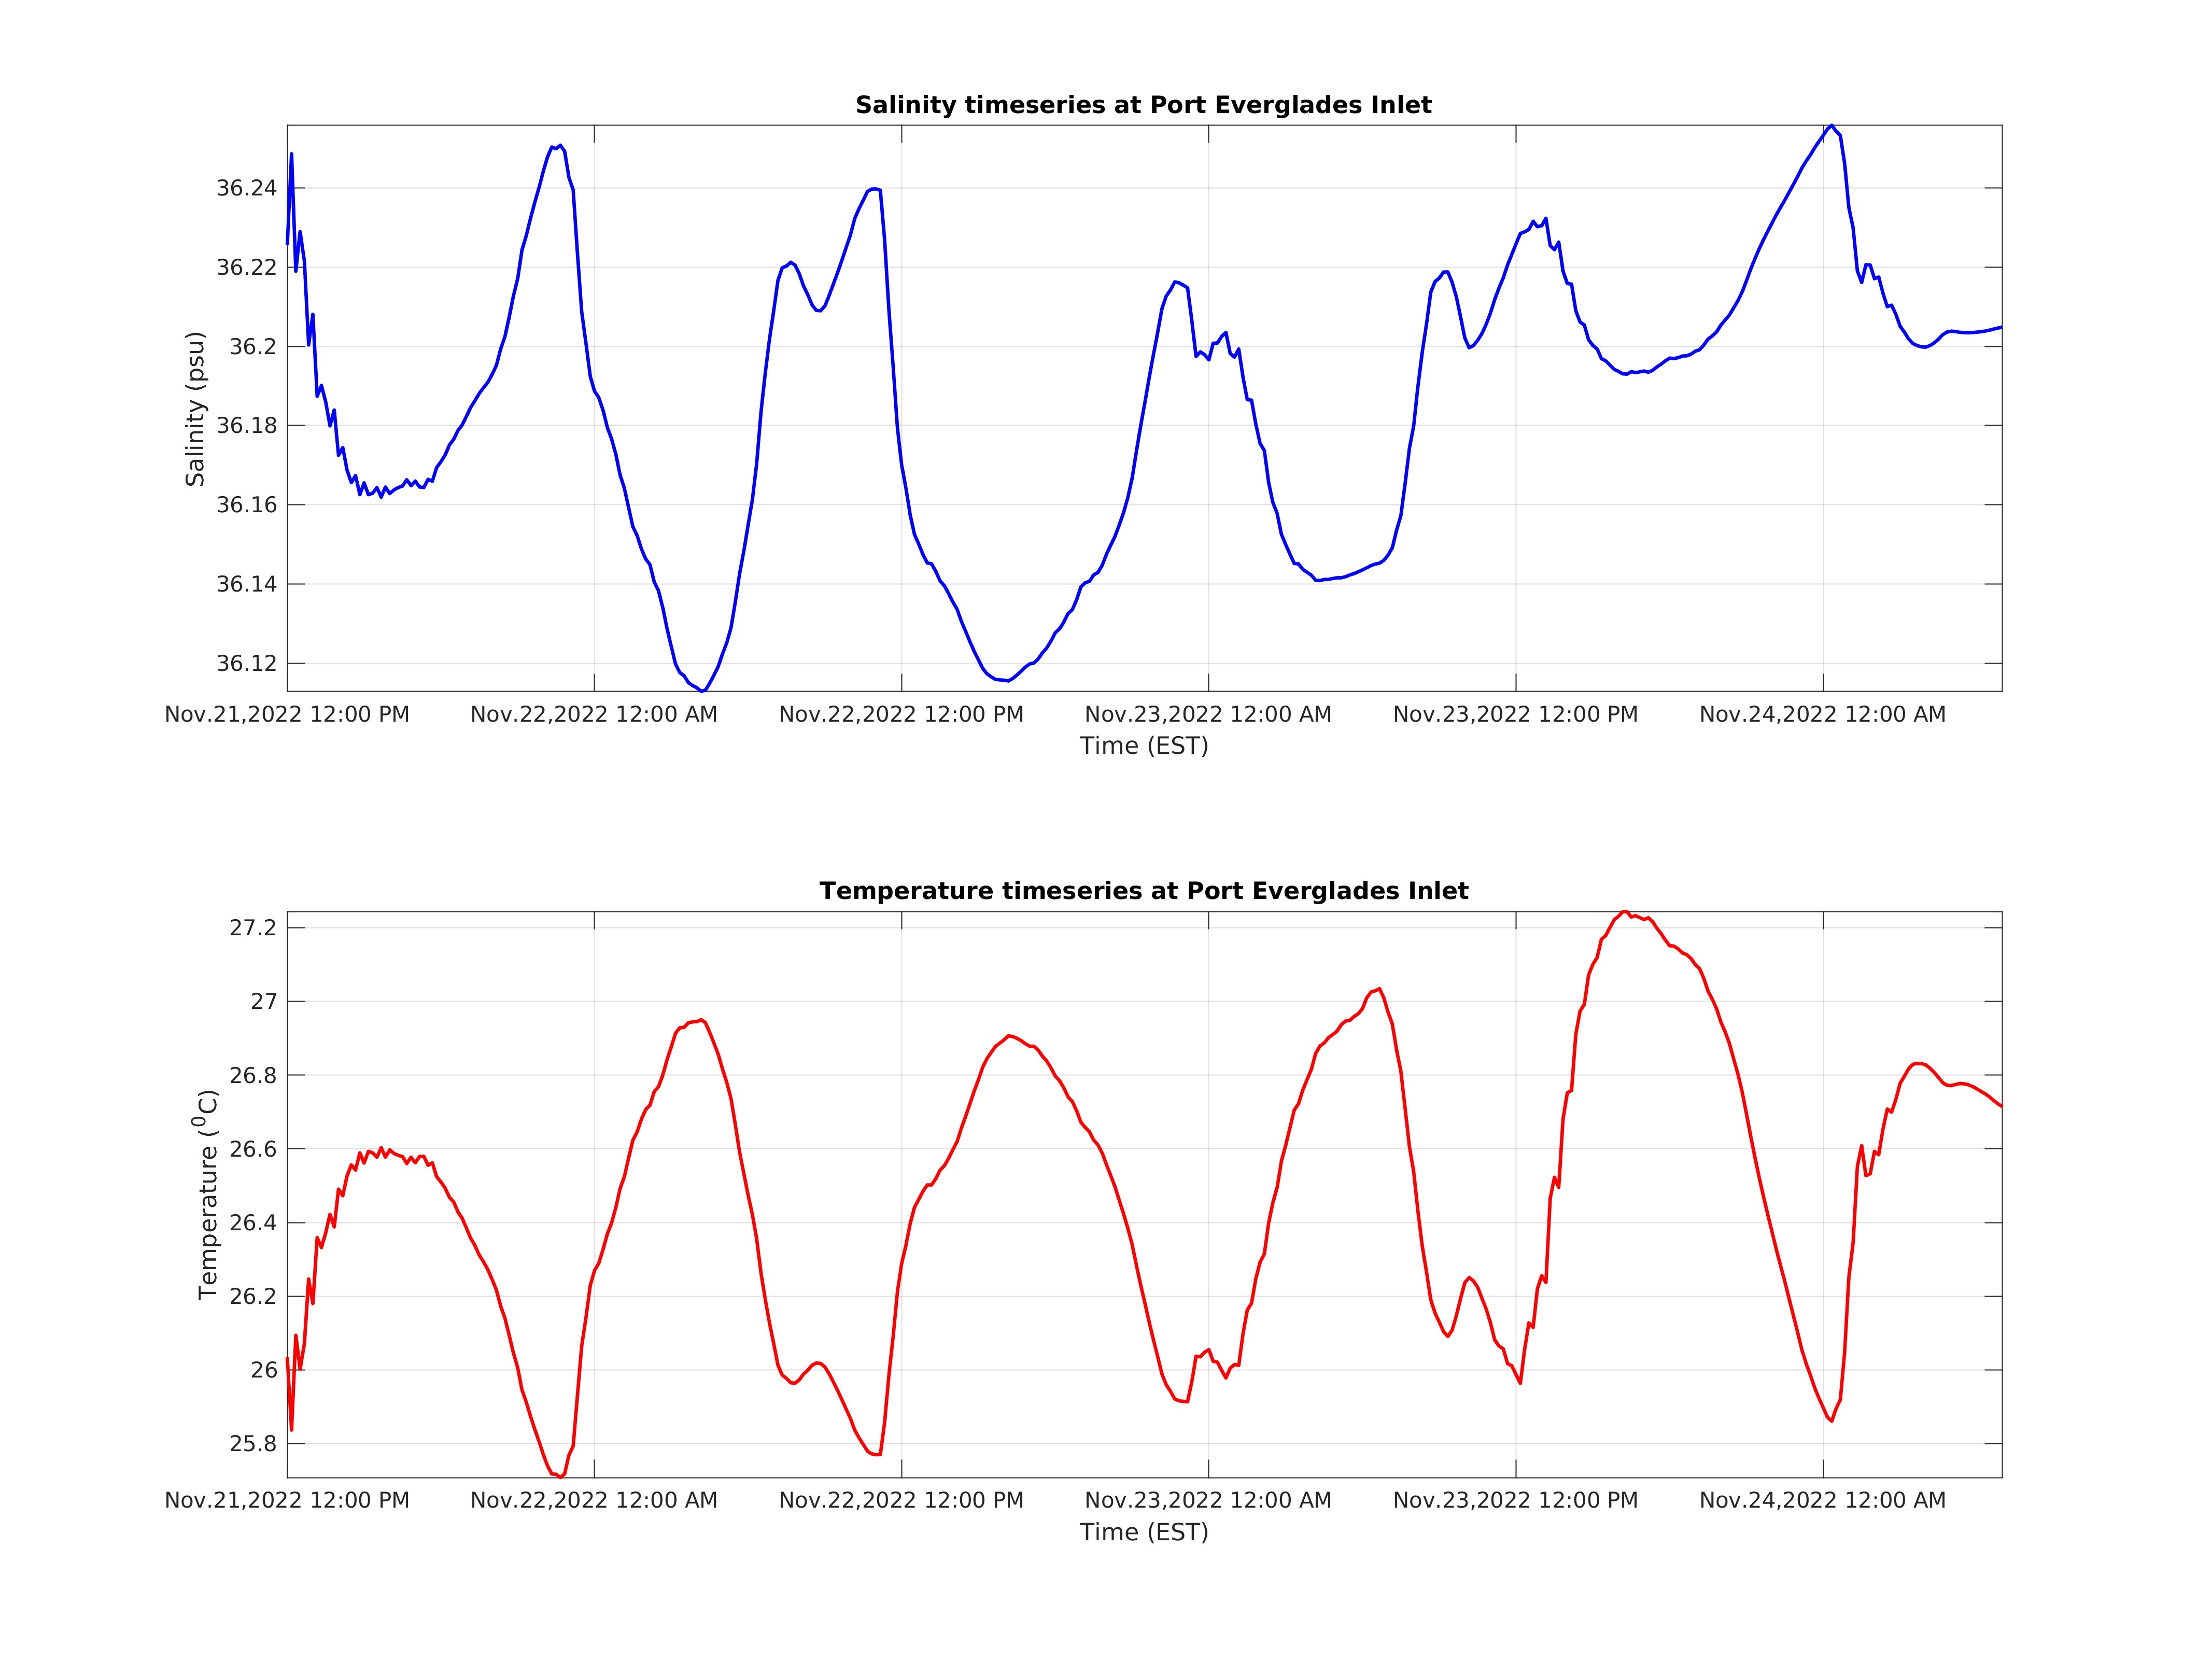 Salinity timeseries at Port Everglades Inlet
36.24
36.22
36.2
36.18
36.16
36.14
36.12
Salinity (psu)
Nov.21,2022 12:00 PM Nov.22,2022 12:00 AM Nov.22,2022 12:00 PM Nov.23,2022 12:00 AM Nov.23,2022 12:00 PM Nov.24,2022 12:00 AM
Time (EST)
Temperature timeseries at Port Everglades Inlet
27.2
27
26.8
26.6
26.4
26.2
26
25.8
Temperature (⁰C)
Nov.21,2022 12:00 PM Nov.22,2022 12:00 AM Nov.22,2022 12:00 PM Nov.23,2022 12:00 AM Nov.23,2022 12:00 PM Nov.24,2022 12:00 AM
Time (EST)